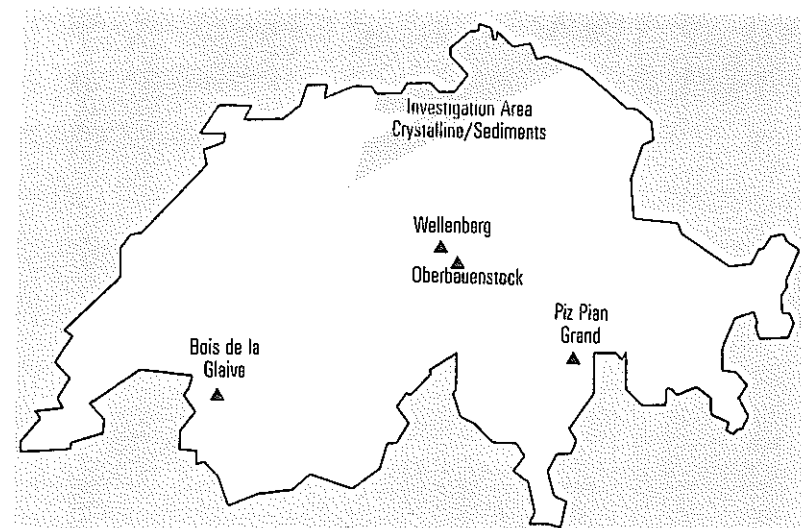 Investigation Area
Crystalline/Sediments
Wellenberg
Oberbauenstock
Piz Pian
Grand
Bois de la
Glaive